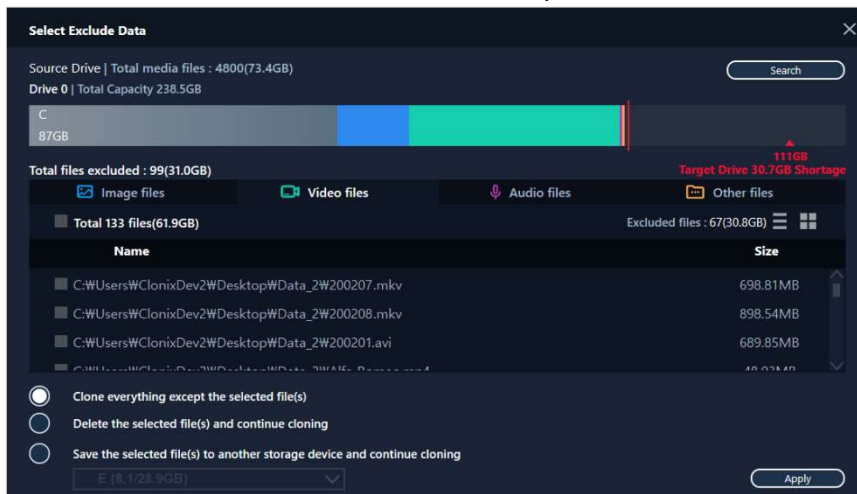 Select Exclude Data
Source Drive | Total media files : 4800(73.4GB)
Search
Drive 0 | Total Capacity 238.5GB
C
87GB
111GB
Total files excluded : 99(31.0GB)
Target Drive 30.7GB Shortage
Image files Video files Audio files Other files
Total 133 files(61.9GB) Excluded files : 67(30.8GB)
Name Size
C:₩Users₩ClonixDev2₩Desktop₩Data_2₩200207.mkv 698.81MB
C:₩Users₩ClonixDev2₩Desktop₩Data_2₩200208.mkv 898.54MB
C:₩Users₩ClonixDev2₩Desktop₩Data_2₩200201.avi 689.85MB
Clone everything except the selected file(s)
Delete the selected file(s) and continue cloning
Save the selected file(s) to another storage device and continue cloning
E (8.1/28.9GB)
Apply